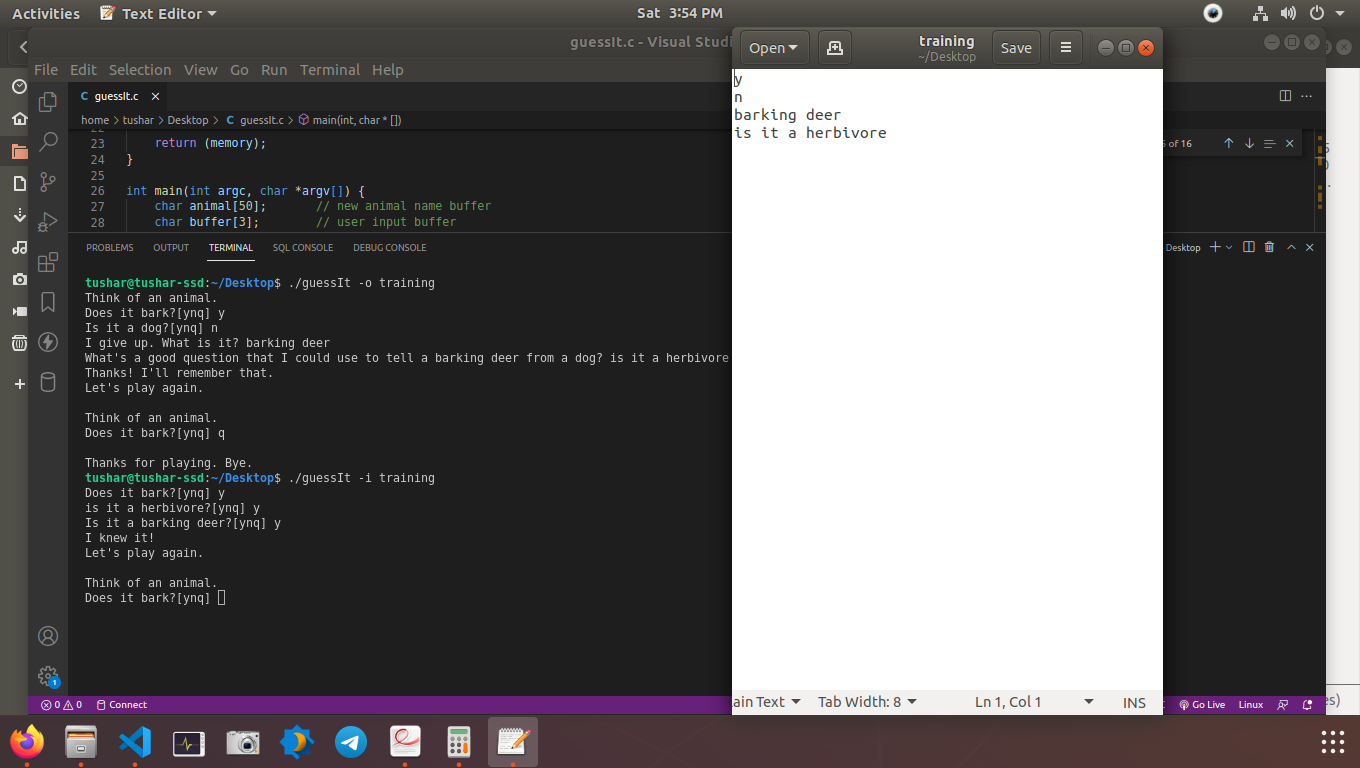 Activities
Text Editor
Sat 3:54 PM
guessIt.c - Visual Studi
Open
training
~/Desktop
Save
File Edit Selection View Go Run Terminal Help
C guessIt.c
home > tushar > Desktop > C guessIt.c > main(int, char * [])
23 return (memory);
24 }
25
26 int main(int argc, char *argv[]) {
27 char animal[50]; // new animal name buffer
28 char buffer[3]; // user input buffer
of 16
PROBLEMS OUTPUT TERMINAL SQL CONSOLE DEBUG CONSOLE
Desktop
tushar@tushar-ssd:~/Desktop$ ./guessIt -o training
Think of an animal.
Does it bark?[ynq] y
Is it a dog?[ynq] n
I give up. What is it? barking deer
What's a good question that I could use to tell a barking deer from a dog? is it a herbivore
Thanks! I'll remember that.
Let's play again.
Think of an animal.
Does it bark?[ynq] q
Thanks for playing. Bye.
tushar@tushar-ssd:~/Desktop$ ./guessIt -i training
Does it bark?[ynq] y
is it a herbivore?[ynq] y
Is it a barking deer?[ynq] y
I knew it!
Let's play again.
Think of an animal.
Does it bark?[ynq]
y
n
barking deer
is it a herbivore
1
0 0 Connect
ain Text
Tab Width: 8
Ln 1, Col 1
INS
Go Live
Linux
es)